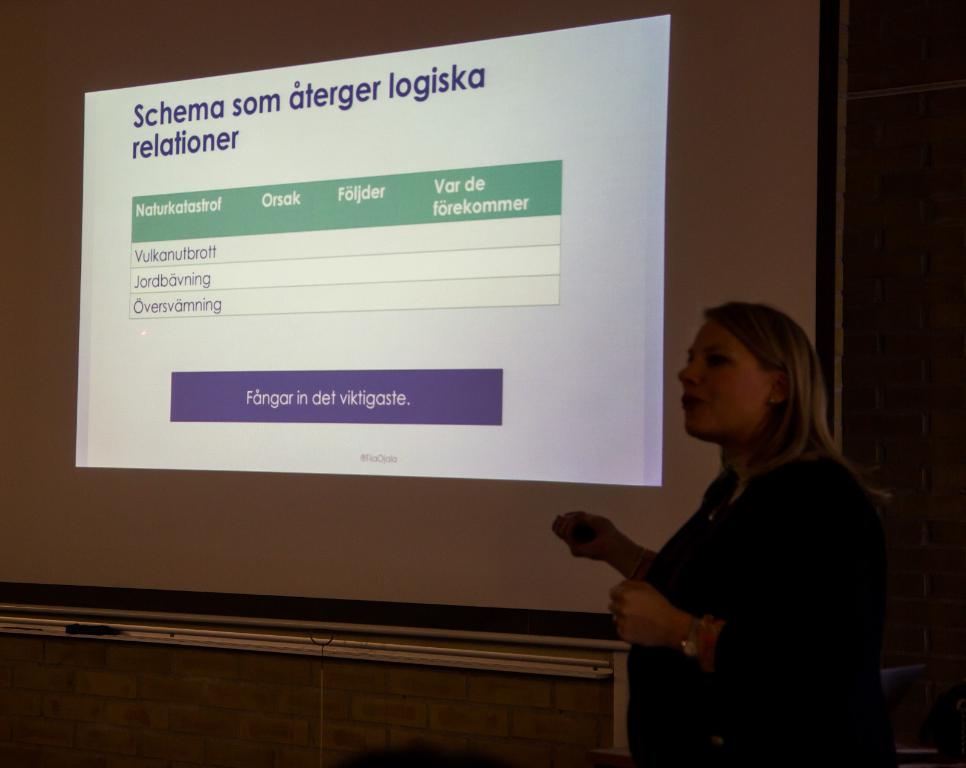 Schema som återger logiska
relationer
Naturkatastrof Orsak Följder Var de
förekommer
Vulkanutbrott
Jordbävning
Översvämning
Fångar in det viktigaste.